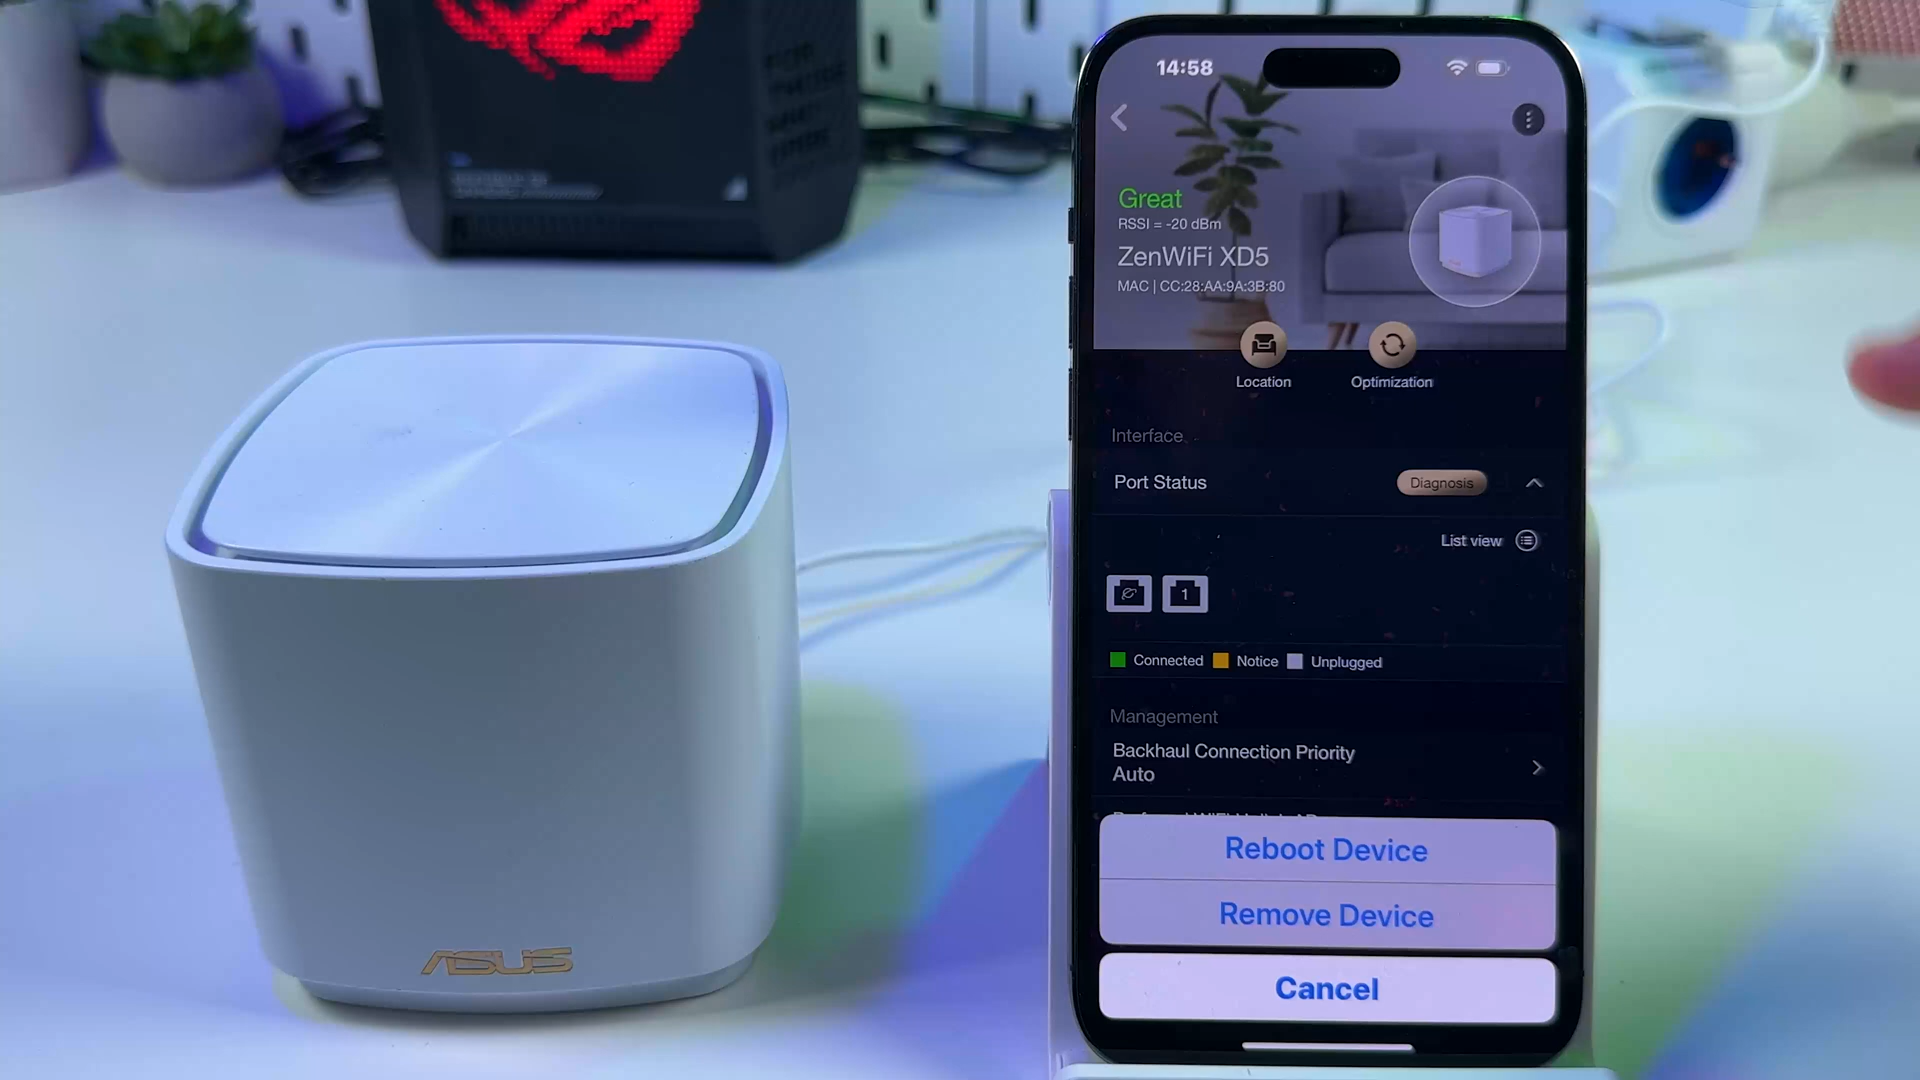 14:58
Great
RSSI = -20 dBm
ZenWiFi XD5
MAC | CC:28:AA:9A:3B:80
Location
Optimization
Interface
Port Status
Diagnosis
List view
1
Connected
Notice
Unplugged
Management
Backhaul Connection Priority
Auto
Reboot Device
Remove Device
Cancel
ASUS